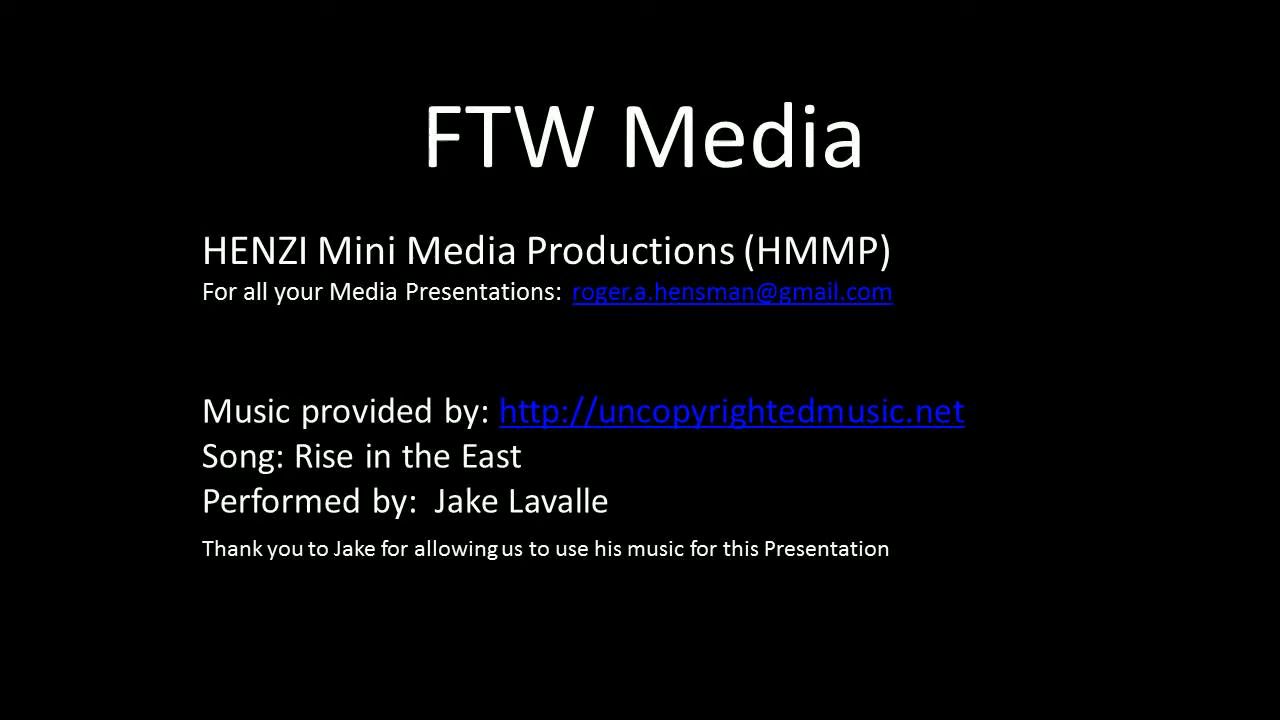 FTW Media
HENZI Mini Media Productions (HMMP)
For all your Media Presentations: roger.a.hensman@gmail.com
Music provided by: http://uncopyrightedmusic.net
Song: Rise in the East
Performed by: Jake Lavalle
Thank you to Jake for allowing us to use his music for this Presentation